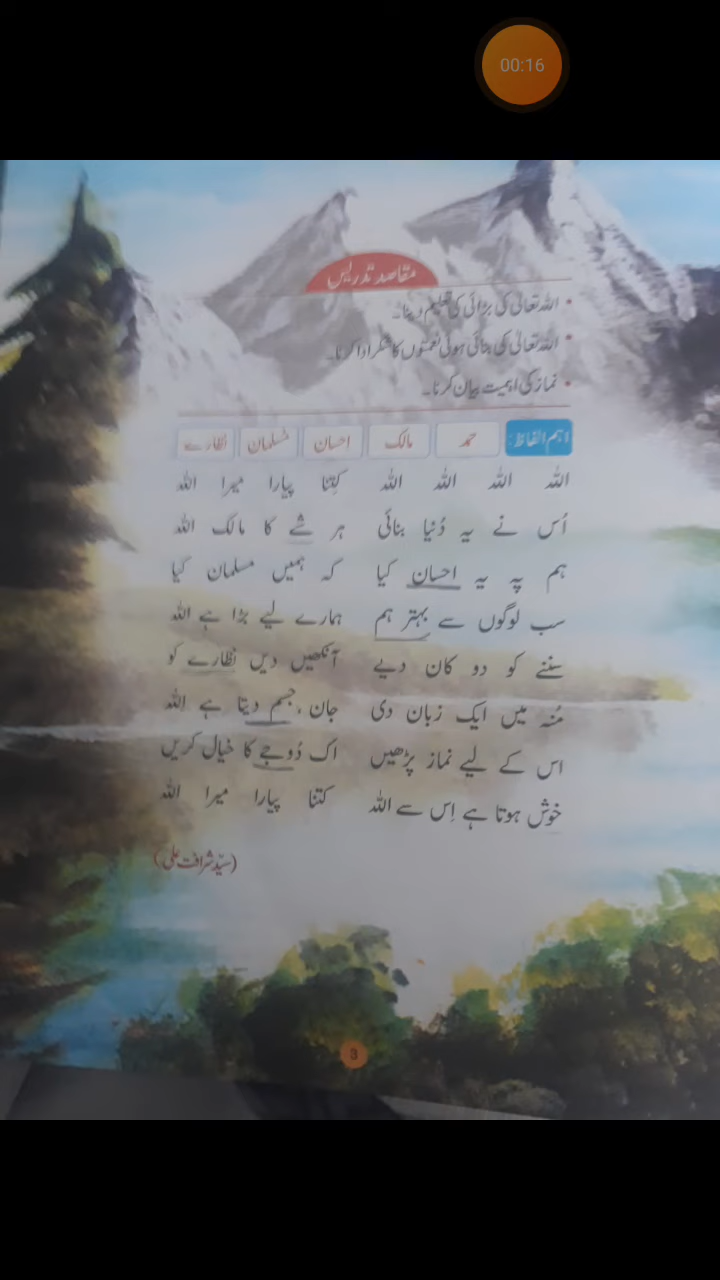 00:16
مقاصد تدریس
• اللہ تعالیٰ کی بڑائی کی تعلیم دینا۔
• اللہ تعالیٰ کی بنائی ہوئی نعمتوں کا شکر ادا کرنا۔
• نماز کی اہمیت بیان کرنا۔
اہم الفاظ: حمد مالک احسان مُسلمان نظارے
اللہ اللہ اللہ اللہ کِتنا پیارا میرا اللہ
اُس نے یہ دُنیا بنائی ہر شے کا مالک اللہ
ہم پہ یہ احسان کیا کہ ہمیں مسلمان کیا
سب لوگوں سے بہتر ہم ہمارے لیے بڑا ہے اللہ
سننے کو دو کان دیے آنکھیں دیں نظارے کو
مُنہ میں ایک زبان دی جان، جسم دیتا ہے اللہ
اس کے لیے نماز پڑھیں اک دُوجے کا خیال کریں
خوش ہوتا ہے اِس سے اللہ کتنا پیارا میرا اللہ
(سیّد شرافت علی)
3